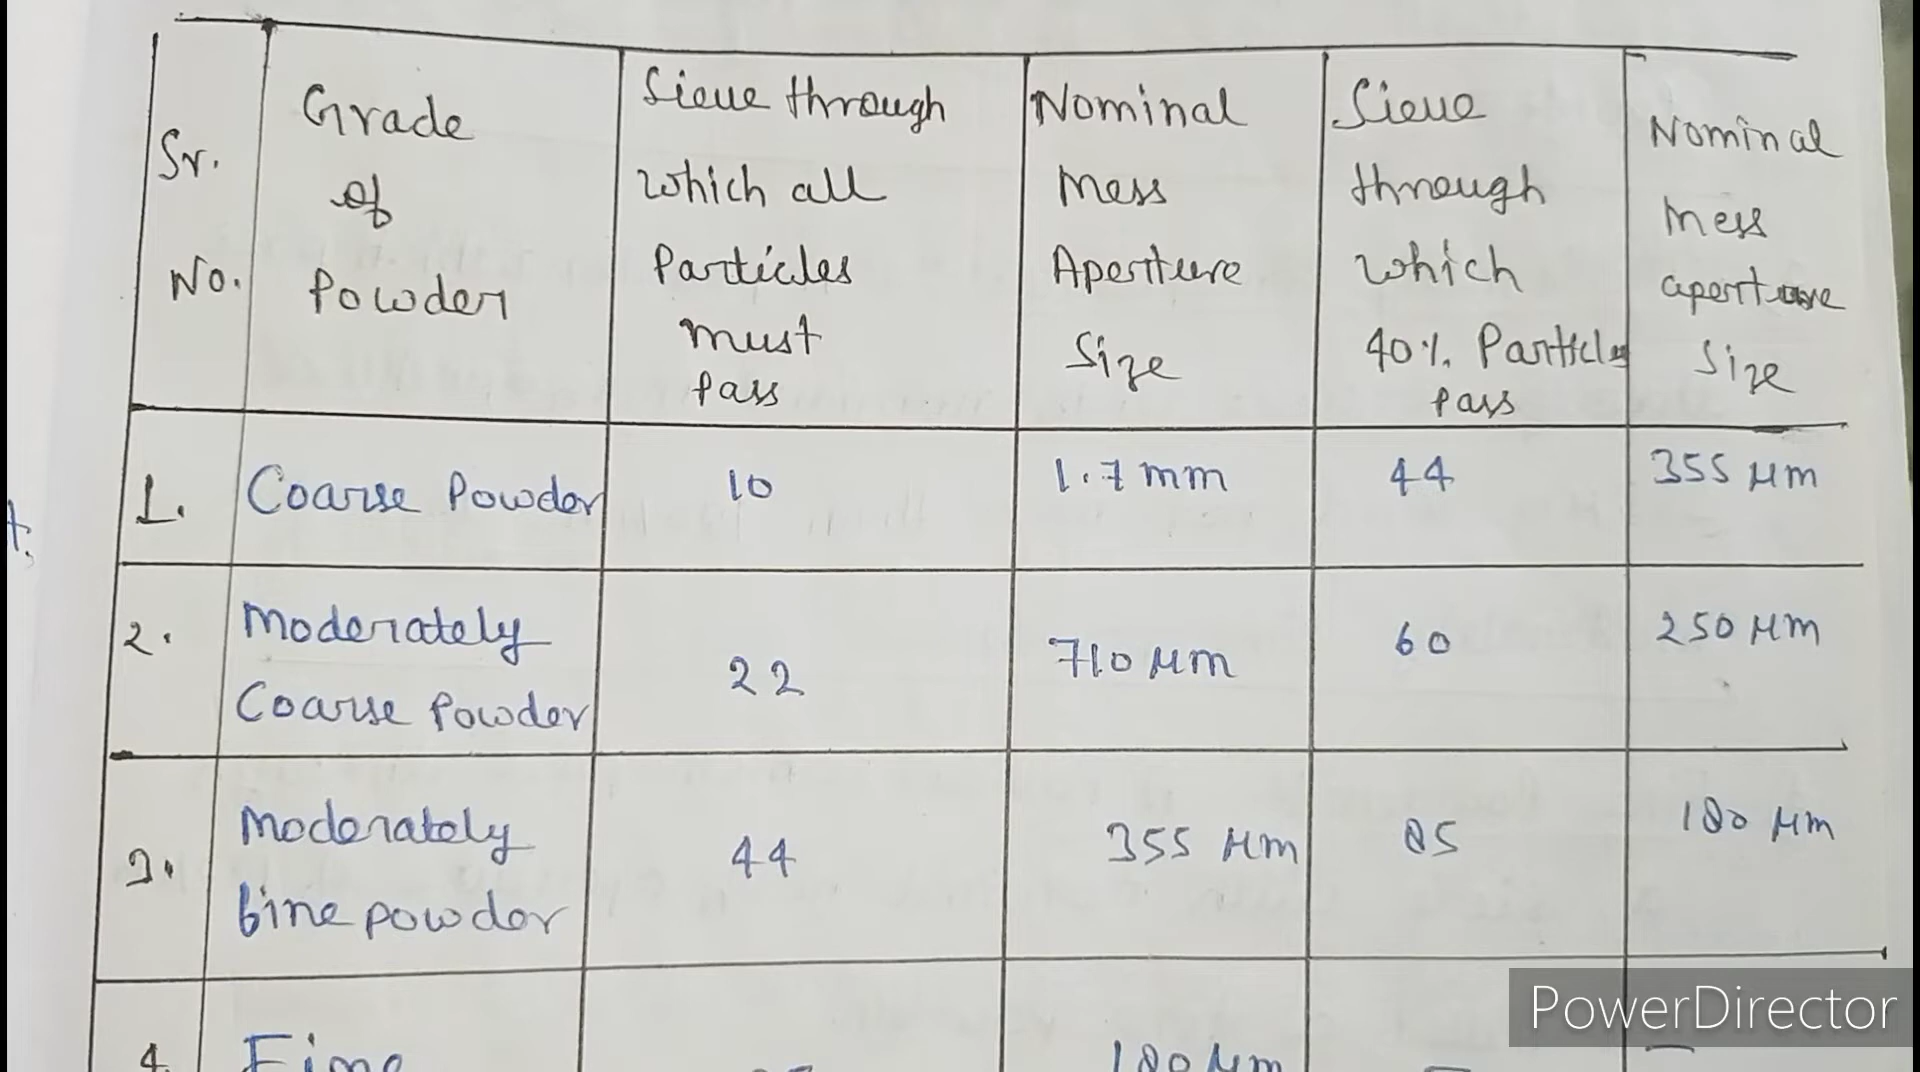 Sr.
No.
Grade
of
Powder
Sieve through
which all
Particles
must
pass
Nominal
Mess
Aperture
Size
Sieve
through
which
40% Particles
pass
Nominal
mess
aperture
Size
1. Coarse Powder 10 1.7 mm 44 355 μm
2. Moderately
Coarse Powder 22 710 μm 60 250 μm
3. Moderately
fine powder 44 355 μm 85 180 μm
4. Fine 180 μm
PowerDirector